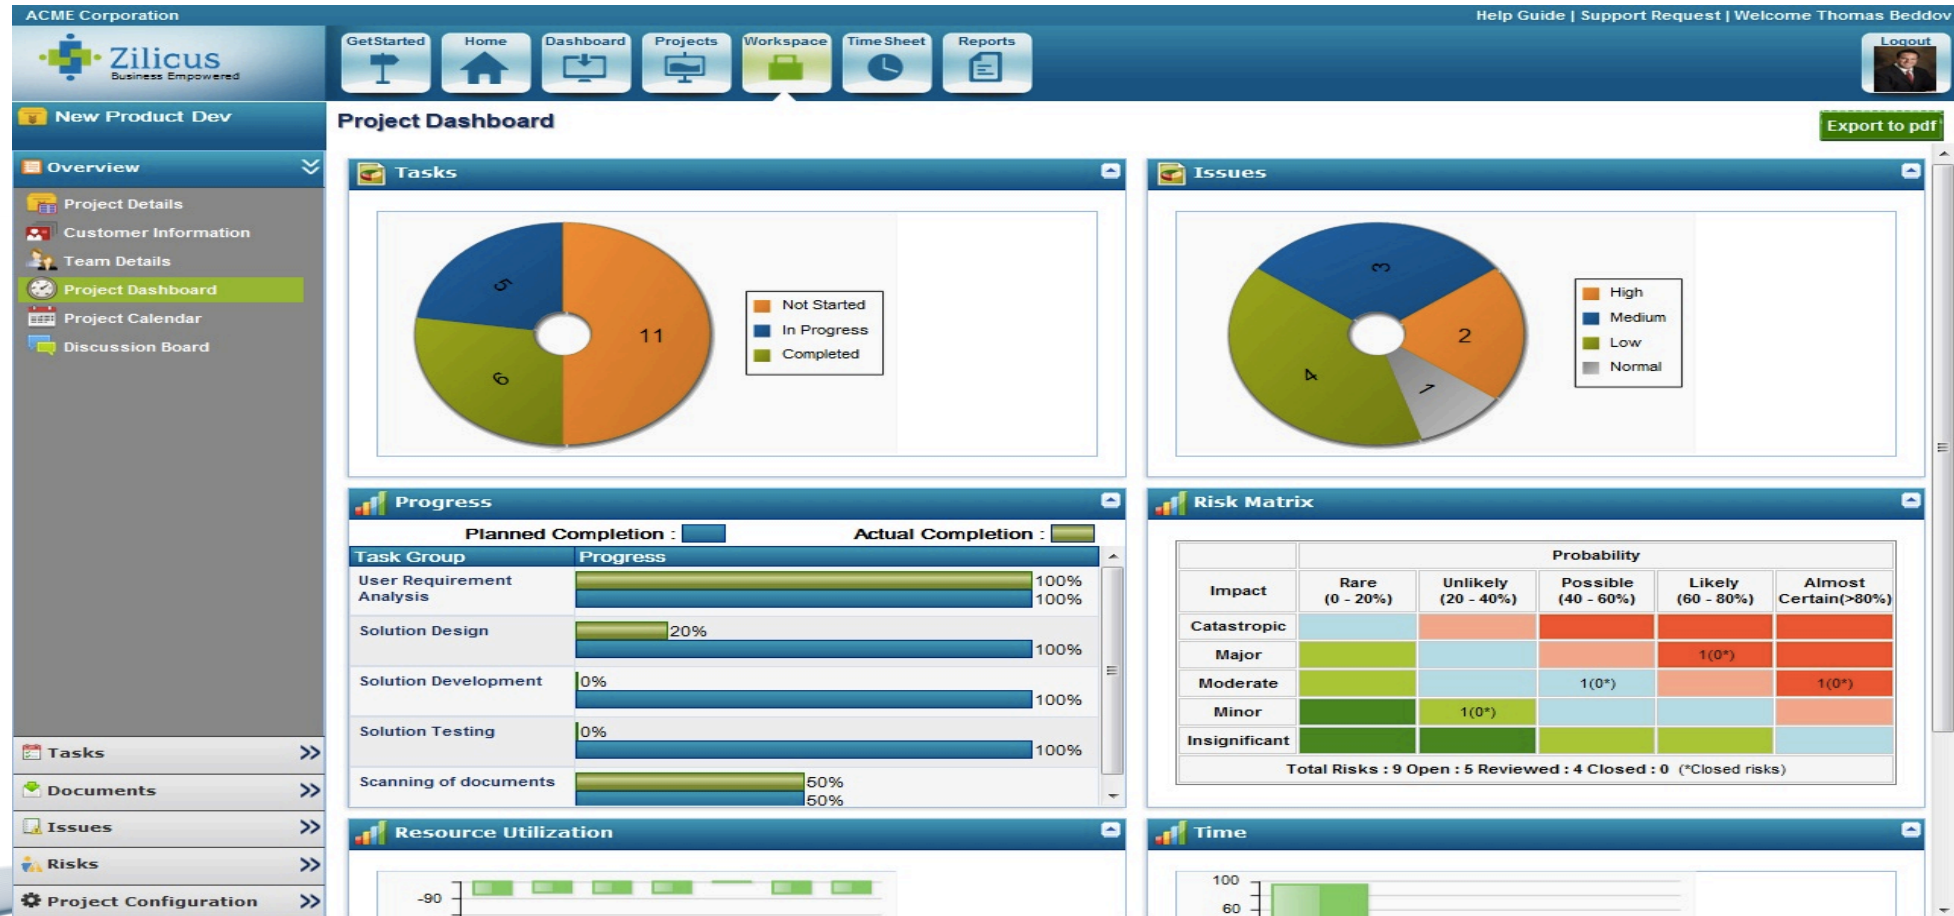 ACME Corporation
Help Guide | Support Request | Welcome Thomas Beddov
Zilicus
Business Empowered
GetStarted Home Dashboard Projects Workspace TimeSheet Reports
Logout
New Product Dev
Project Dashboard
Export to pdf
Overview
Project Details
Customer Information
Team Details
Project Dashboard
Project Calendar
Discussion Board
Tasks
Documents
Issues
Risks
Project Configuration
Tasks
5
11
6
Not Started
In Progress
Completed
Issues
3
2
4
1
High
Medium
Low
Normal
Progress
Planned Completion :
Actual Completion :
Task Group Progress
User Requirement
Analysis
100%
100%
Solution Design
20%
100%
Solution Development
0%
100%
Solution Testing
0%
100%
Scanning of documents
50%
50%
Risk Matrix
Probability
Impact
Rare
(0 - 20%)
Unlikely
(20 - 40%)
Possible
(40 - 60%)
Likely
(60 - 80%)
Almost
Certain(>80%)
Catastropic
Major 1(0*)
Moderate 1(0*) 1(0*)
Minor 1(0*)
Insignificant
Total Risks : 9 Open : 5 Reviewed : 4 Closed : 0 (*Closed risks)
Resource Utilization
-90
Time
100
60